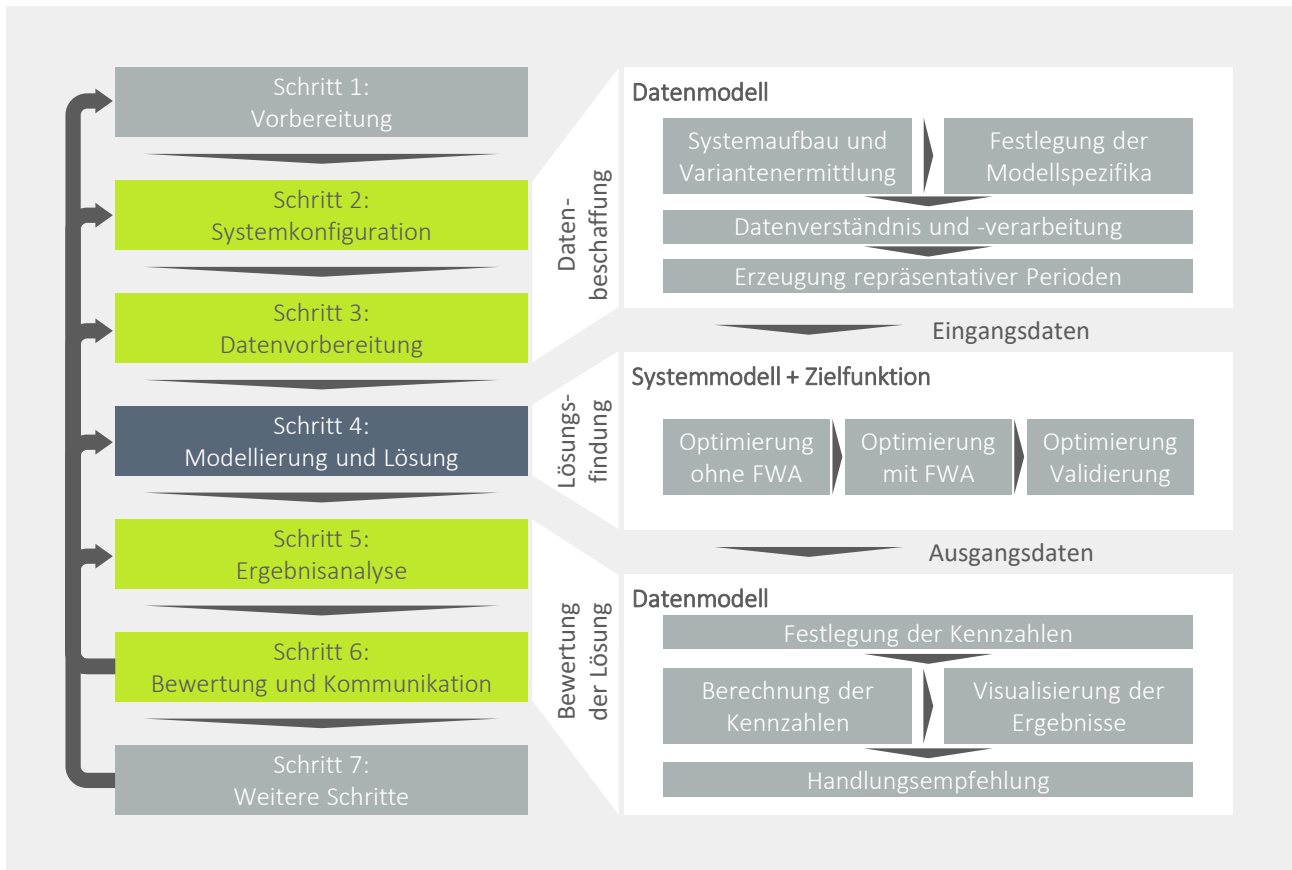 Schritt 1:
Vorbereitung
Schritt 2:
Systemkonfiguration
Schritt 3:
Datenvorbereitung
Schritt 4:
Modellierung und Lösung
Schritt 5:
Ergebnisanalyse
Schritt 6:
Bewertung und Kommunikation
Schritt 7:
Weitere Schritte
Daten-
beschaffung
Datenmodell
Systemaufbau und
Variantenermittlung
Festlegung der
Modellspezifika
Datenverständnis und -verarbeitung
Erzeugung repräsentativer Perioden
Eingangsdaten
Lösungs-
findung
Systemmodell + Zielfunktion
Optimierung
ohne FWA
Optimierung
mit FWA
Optimierung
Validierung
Ausgangsdaten
Bewertung
der Lösung
Datenmodell
Festlegung der Kennzahlen
Berechnung der
Kennzahlen
Visualisierung der
Ergebnisse
Handlungsempfehlung